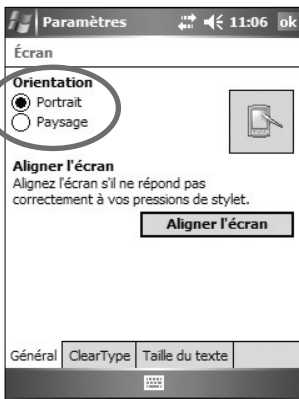 Paramètres 11:06 ok
Écran
Orientation
Portrait
Paysage
Aligner l'écran
Alignez l'écran s'il ne répond pas
correctement à vos pressions de stylet.
Aligner l'écran
Général ClearType Taille du texte